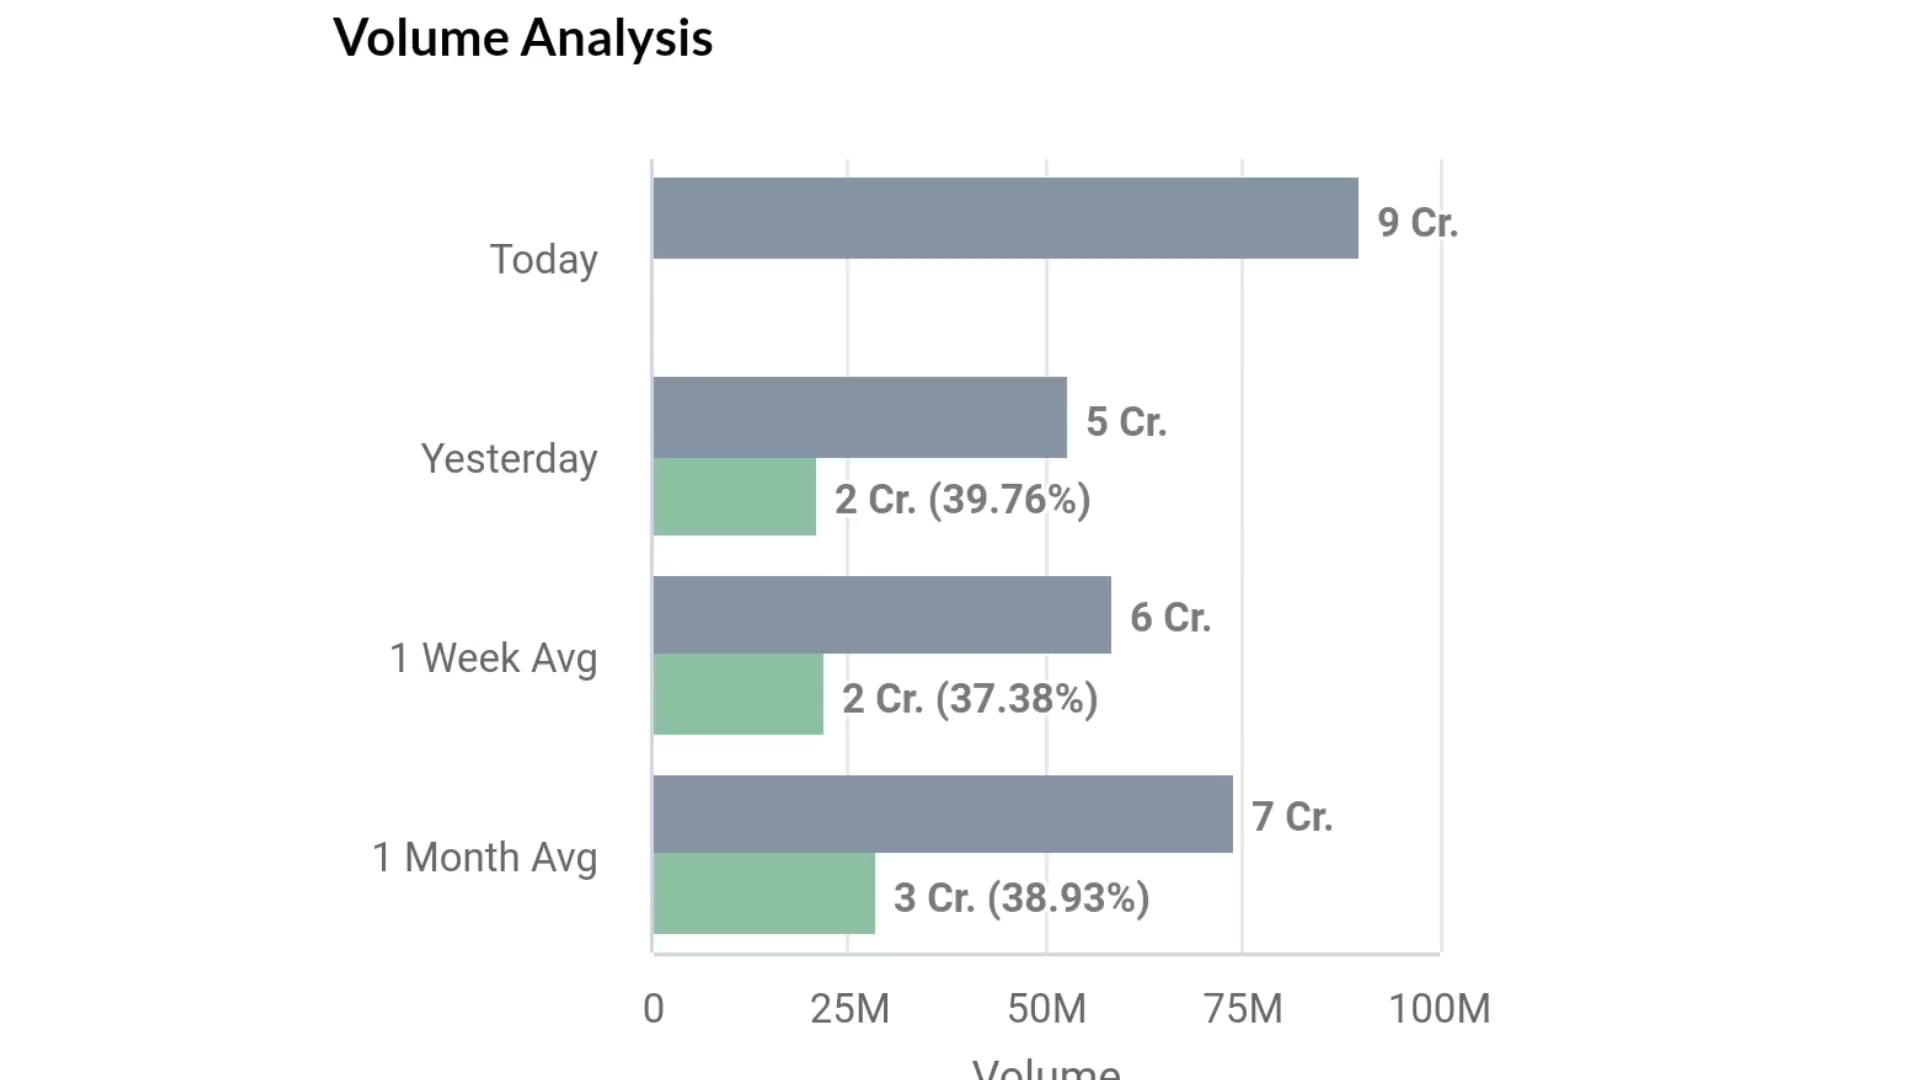 Volume Analysis
9 Cr.
Today
5 Cr.
Yesterday
2 Cr. (39.76%)
6 Cr.
1 Week Avg
2 Cr. (37.38%)
7 Cr.
1 Month Avg
3 Cr. (38.93%)
0 25M 50M 75M 100M
Volume